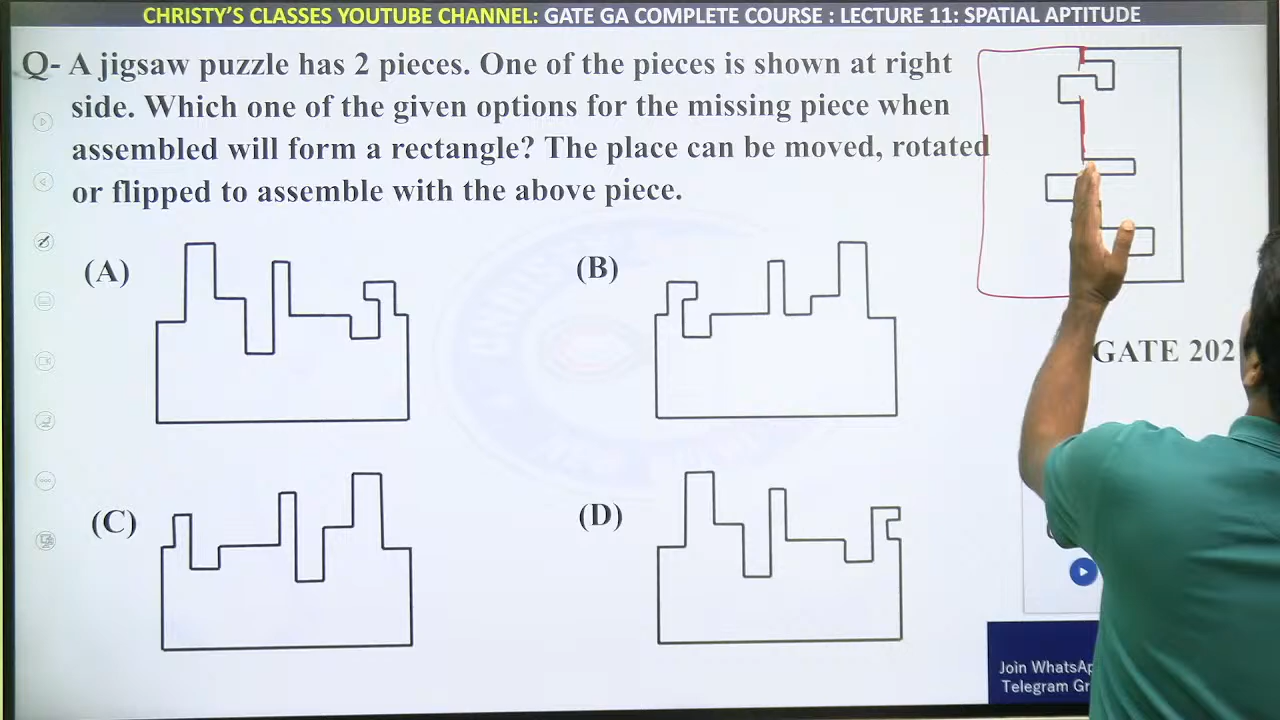 CHRISTY'S CLASSES YOUTUBE CHANNEL: GATE GA COMPLETE COURSE : LECTURE 11: SPATIAL APTITUDE
Q- A jigsaw puzzle has 2 pieces. One of the pieces is shown at right
side. Which one of the given options for the missing piece when
assembled will form a rectangle? The place can be moved, rotated
or flipped to assemble with the above piece.
(A)
(B)
GATE 202
(C)
(D)
Join WhatsAp
Telegram Gr